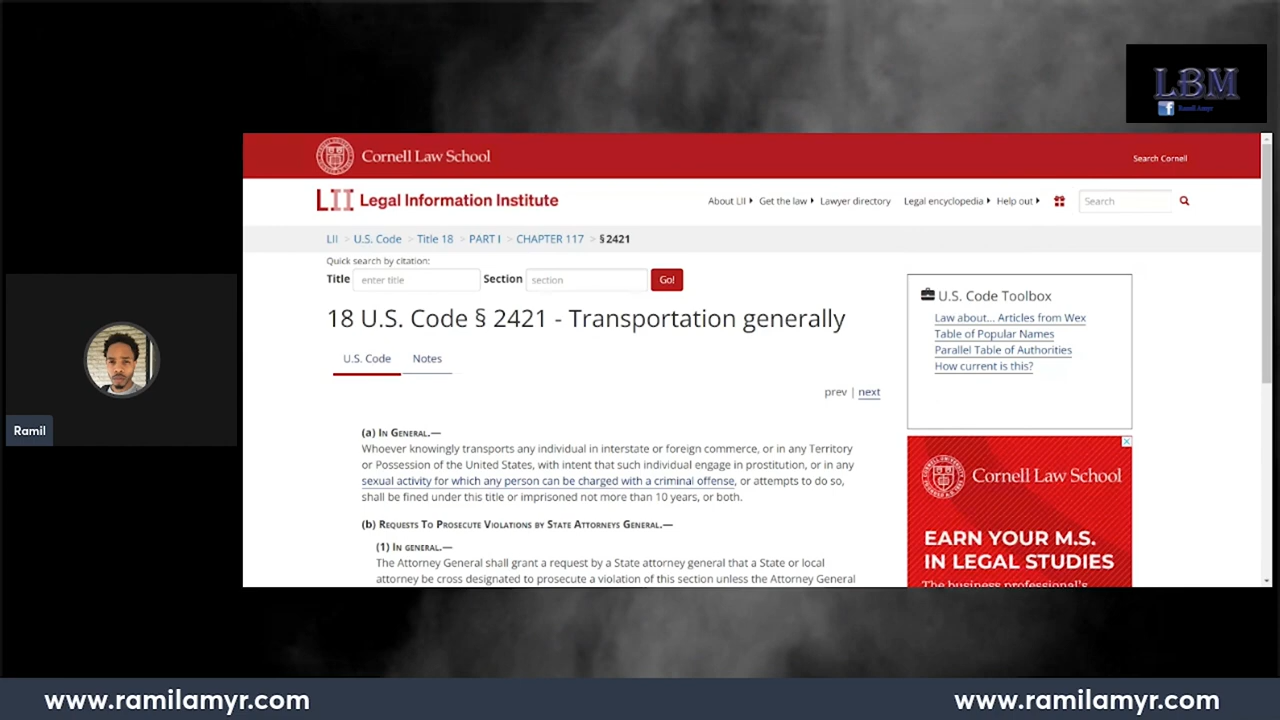 LBM
f
Cornell Law School
Search Cornell
LII Legal Information Institute
About LII Get the law Lawyer directory Legal encyclopedia Help out Search
LII > U.S. Code > Title 18 > PART I > CHAPTER 117 > § 2421
Quick search by citation:
Title enter title Section section Go!
18 U.S. Code § 2421 - Transportation generally
U.S. Code Notes
prev | next
(a) IN GENERAL.—
Whoever knowingly transports any individual in interstate or foreign commerce, or in any Territory
or Possession of the United States, with intent that such individual engage in prostitution, or in any
sexual activity for which any person can be charged with a criminal offense, or attempts to do so,
shall be fined under this title or imprisoned not more than 10 years, or both.
(b) REQUESTS TO PROSECUTE VIOLATIONS BY STATE ATTORNEYS GENERAL.—
(1) IN GENERAL.—
The Attorney General shall grant a request by a State attorney general that a State or local
attorney be cross designated to prosecute a violation of this section unless the Attorney General
U.S. Code Toolbox
Law about... Articles from Wex
Table of Popular Names
Parallel Table of Authorities
How current is this?
Cornell Law School
EARN YOUR M.S.
IN LEGAL STUDIES
The business professional's
Ramil
www.ramilamyr.com
www.ramilamyr.com